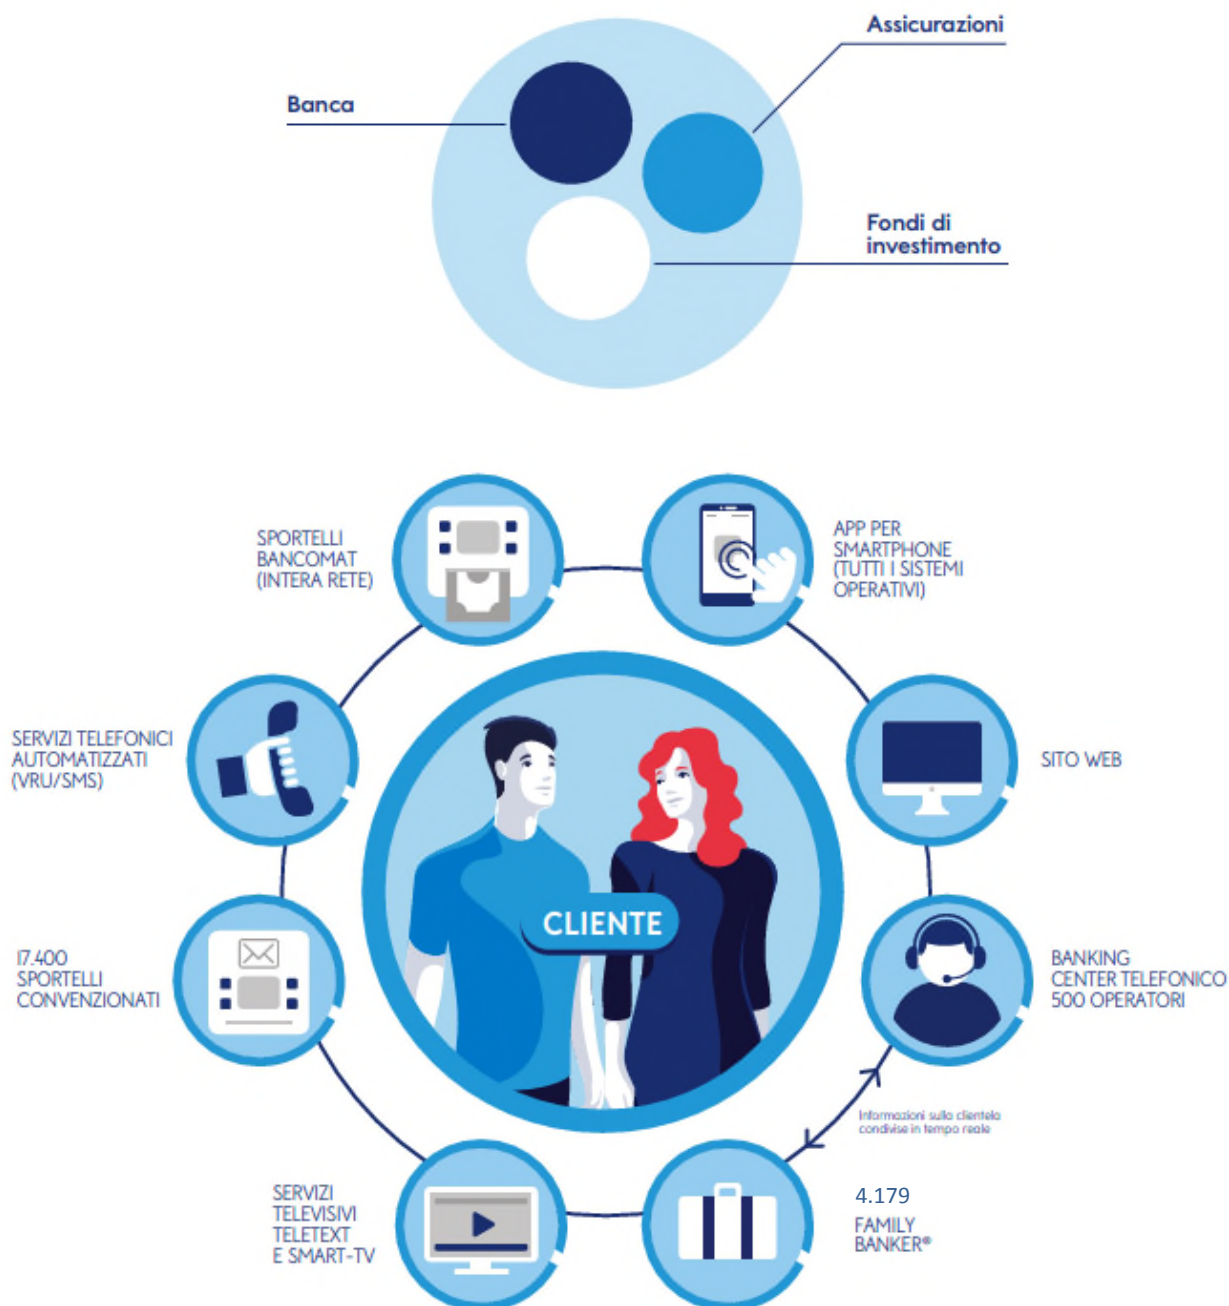 Assicurazioni
Banca
Fondi di
investimento
SPORTELLI
BANCOMAT
(INTERA RETE)
APP PER
SMARTPHONE
(TUTTI I SISTEMI
OPERATIVI)
SERVIZI TELEFONICI
AUTOMATIZZATI
(VRU/SMS)
SITO WEB
CLIENTE
17.400
SPORTELLI
CONVENZIONATI
BANKING
CENTER TELEFONICO
500 OPERATORI
Informazioni sulla clientela
condivise in tempo reale
SERVIZI
TELEVISIVI
TELETEXT
E SMART-TV
4.179
FAMILY
BANKER®